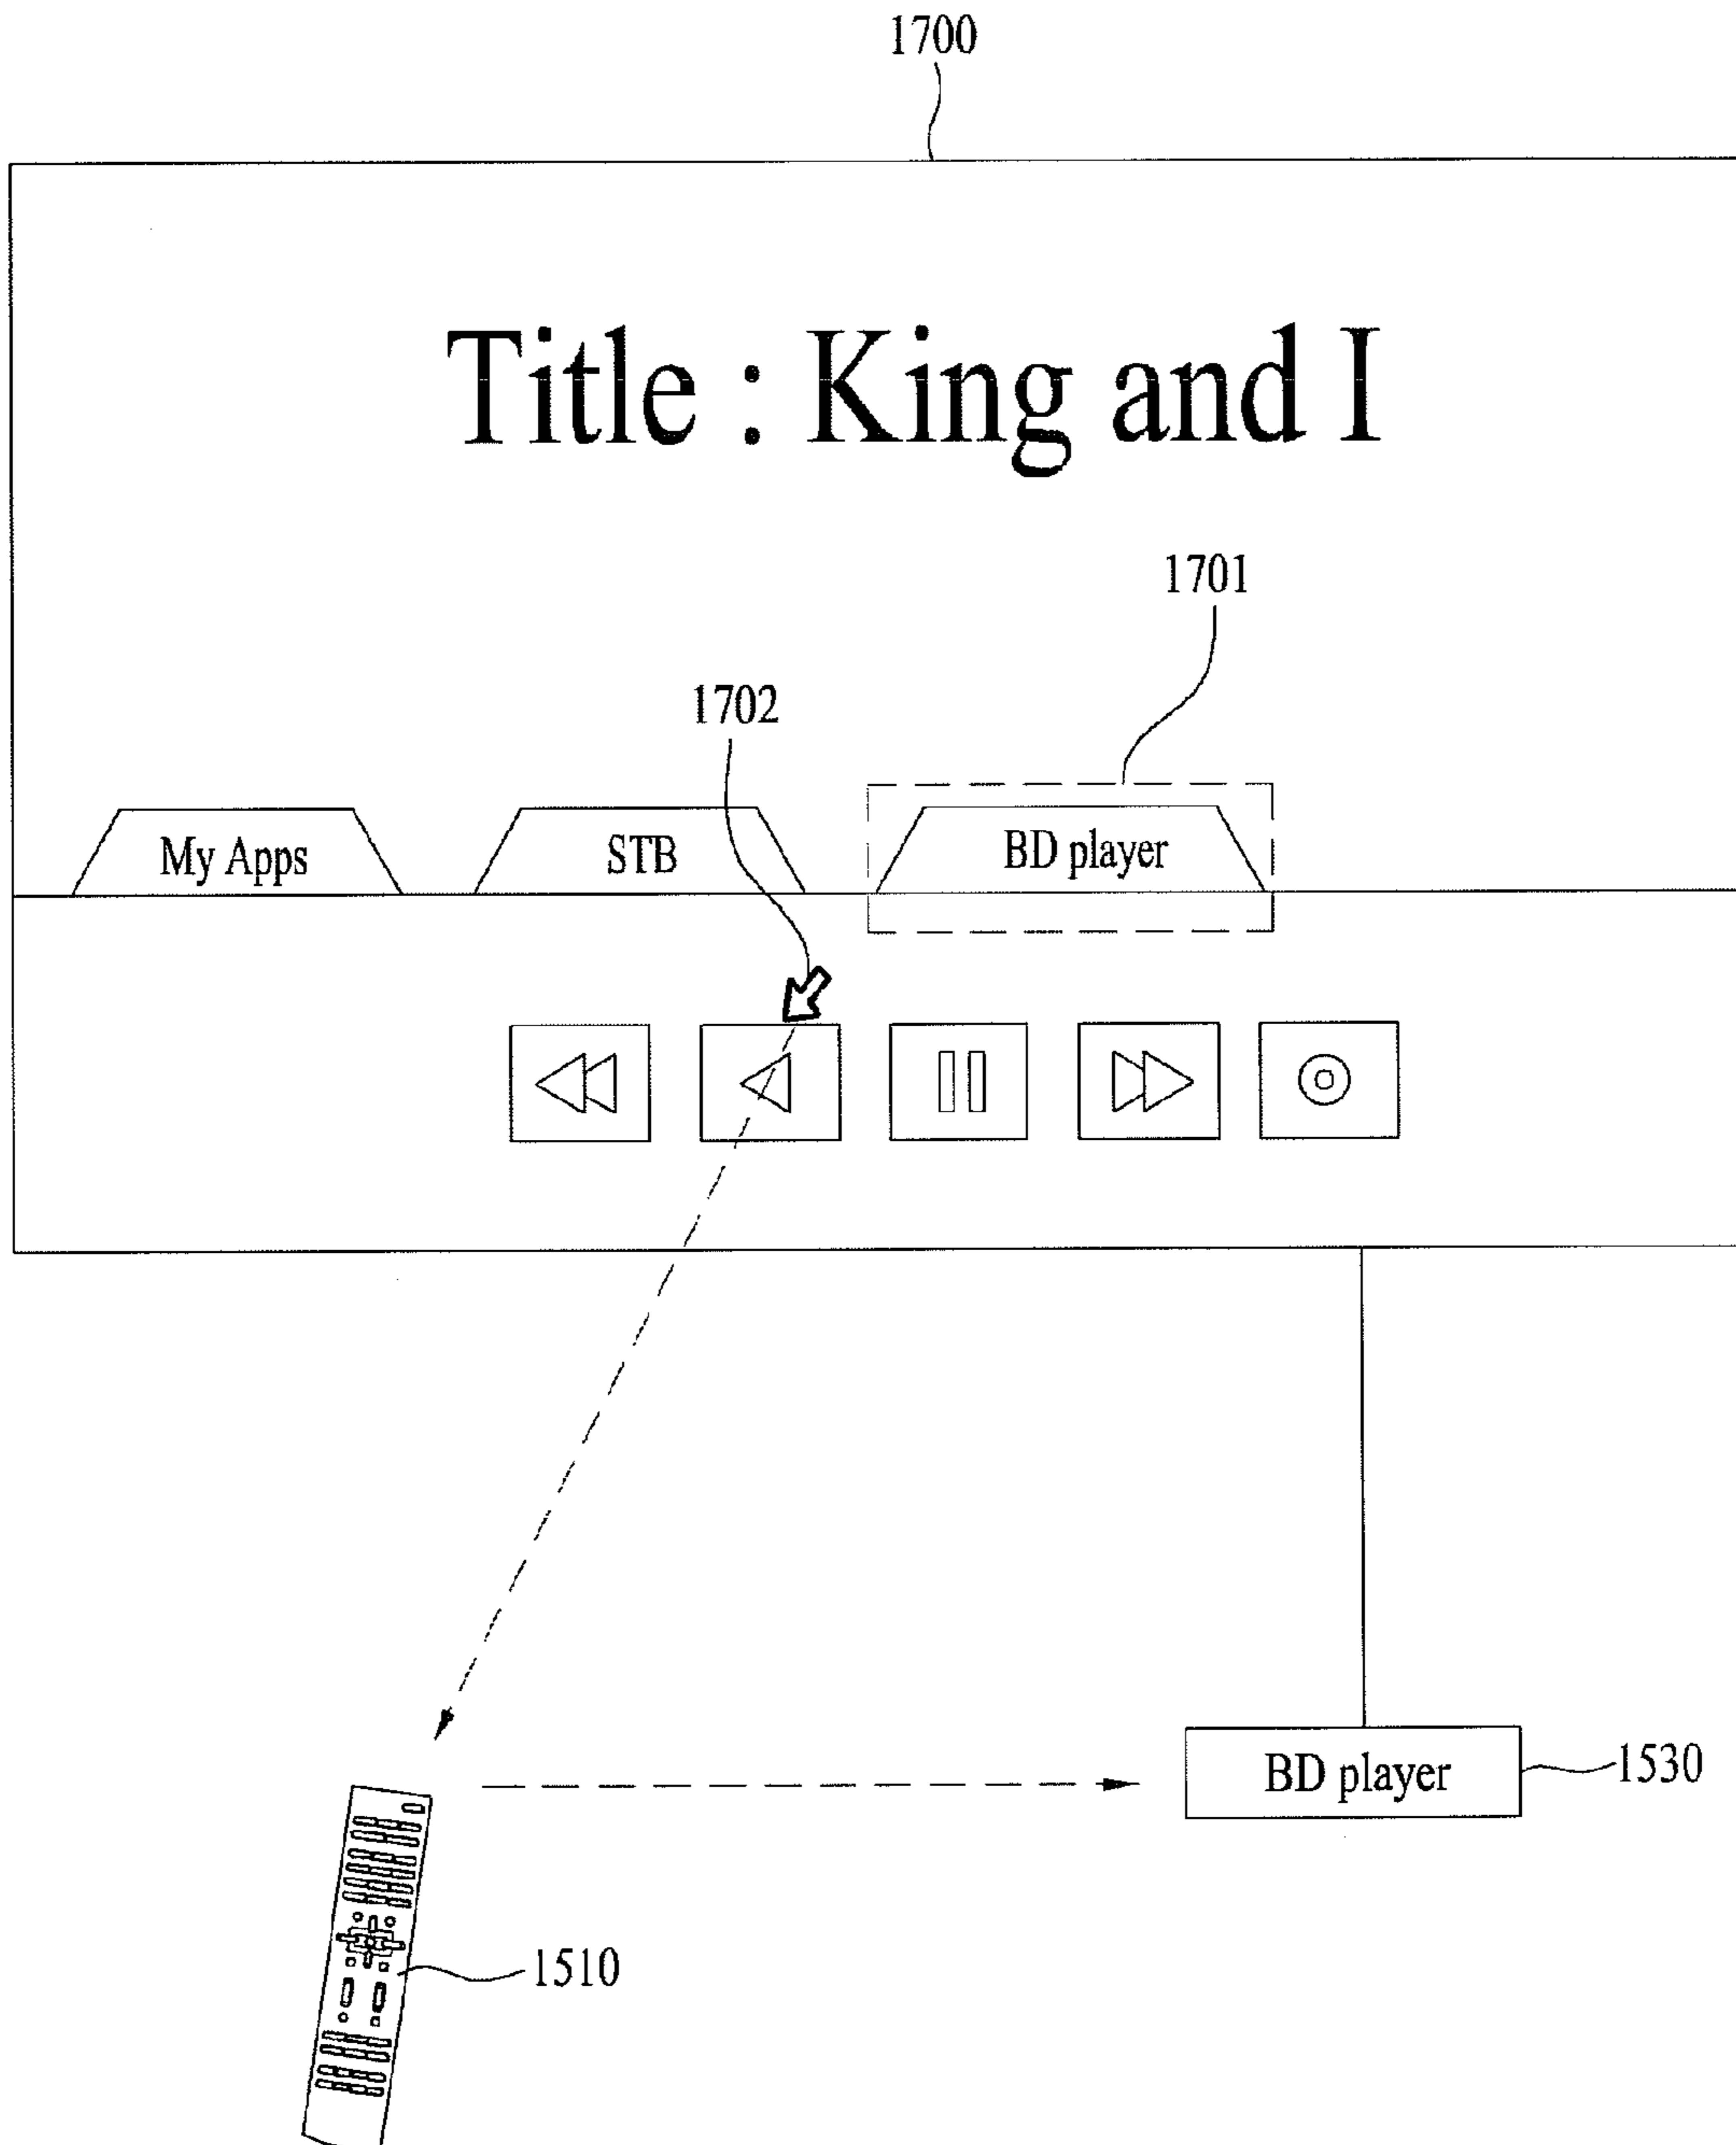 1700
Title : King and I
1701
1702
My Apps
STB
BD player
BD player
1530
1510